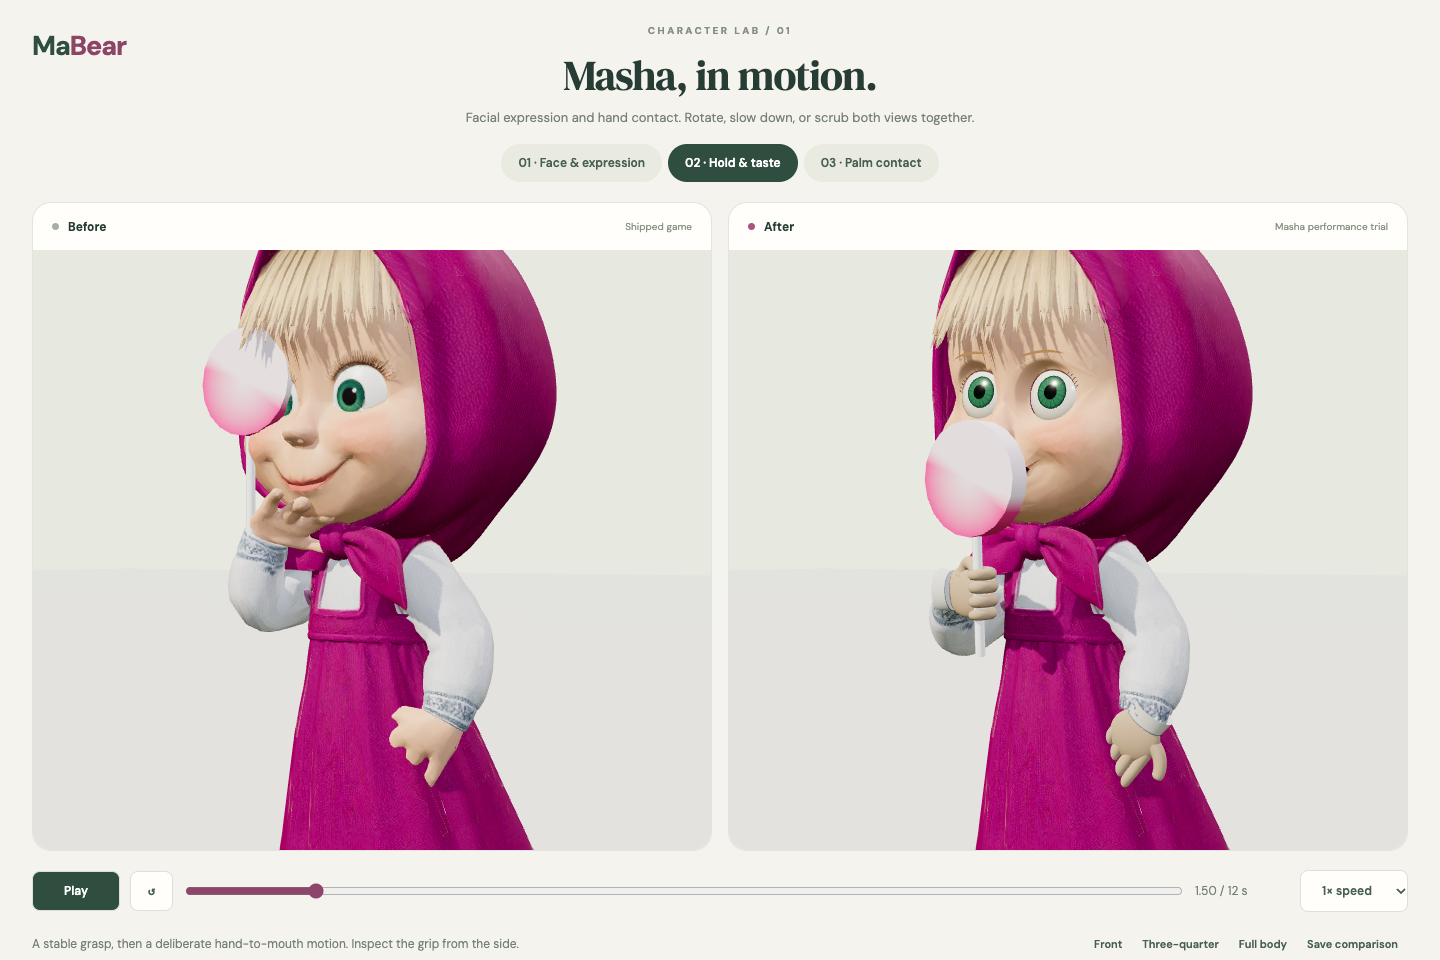 MaBear
CHARACTER LAB / 01
Masha, in motion.
Facial expression and hand contact. Rotate, slow down, or scrub both views together.
01 · Face & expression
02 · Hold & taste
03 · Palm contact
Before
Shipped game
After
Masha performance trial
Play
↺
1.50 / 12 s
1× speed
A stable grasp, then a deliberate hand-to-mouth motion. Inspect the grip from the side.
Front
Three-quarter
Full body
Save comparison